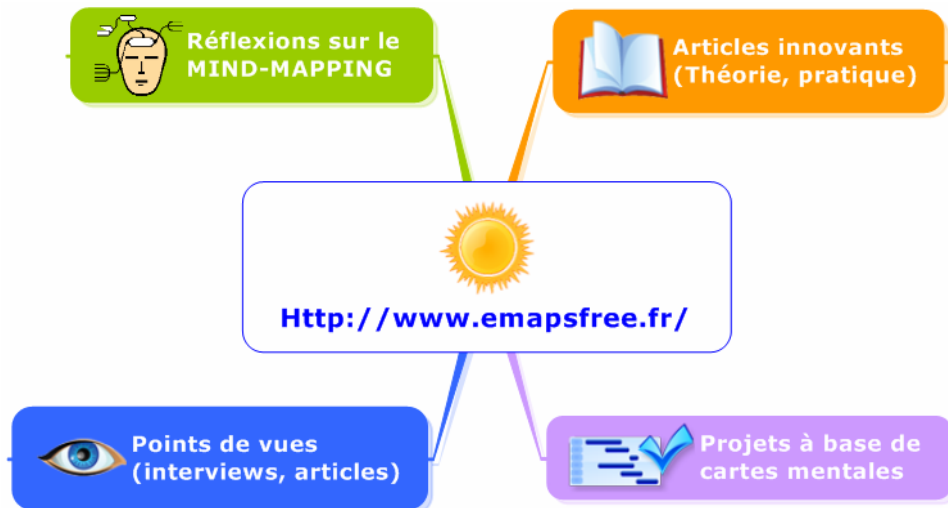 Réflexions sur le
MIND-MAPPING
Articles innovants
(Théorie, pratique)
Http://www.emapsfree.fr/
Points de vues
(interviews, articles)
Projets à base de
cartes mentales